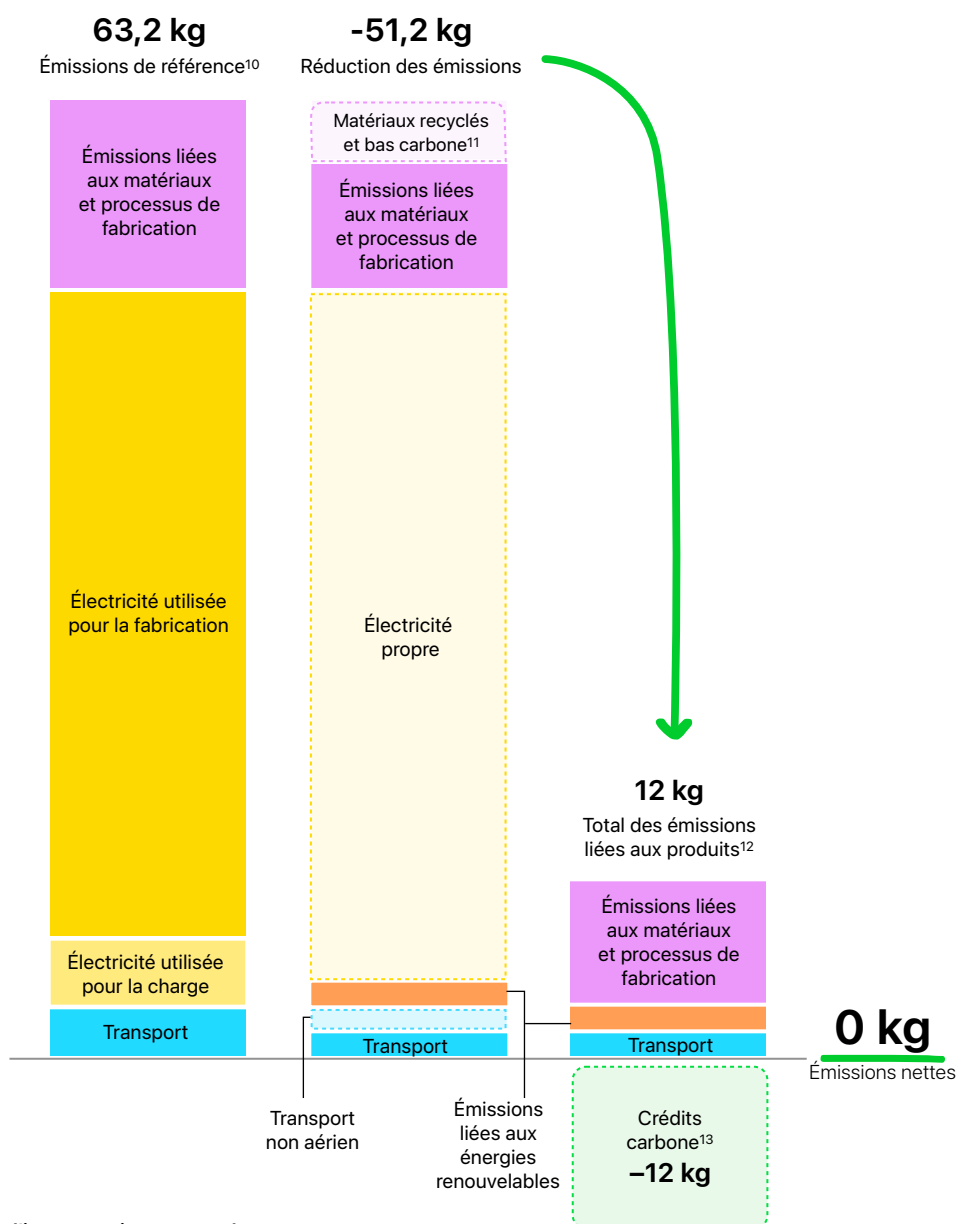 63,2 kg
Émissions de référence¹⁰
-51,2 kg
Réduction des émissions
Émissions liées
aux matériaux
et processus de
fabrication
Électricité utilisée
pour la fabrication
Électricité utilisée
pour la charge
Transport
Matériaux recyclés
et bas carbone¹¹
Émissions liées
aux matériaux
et processus de
fabrication
Électricité
propre
Transport
Transport
non aérien
Émissions
liées aux
énergies
renouvelables
12 kg
Total des émissions
liées aux produits¹²
Émissions liées
aux matériaux
et processus de
fabrication
Transport
Crédits
carbone¹³
–12 kg
0 kg
Émissions nettes